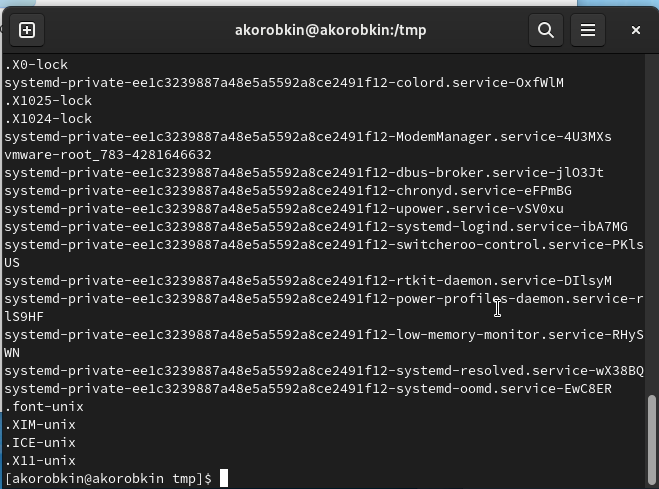 akorobkin@akorobkin:/tmp
.X0-lock
systemd-private-ee1c3239887a48e5a5592a8ce2491f12-colord.service-OxfWlM
.X1025-lock
.X1024-lock
systemd-private-ee1c3239887a48e5a5592a8ce2491f12-ModemManager.service-4U3MXs
vmware-root_783-4281646632
systemd-private-ee1c3239887a48e5a5592a8ce2491f12-dbus-broker.service-jlO3Jt
systemd-private-ee1c3239887a48e5a5592a8ce2491f12-chronyd.service-eFPmBG
systemd-private-ee1c3239887a48e5a5592a8ce2491f12-upower.service-vSV0xu
systemd-private-ee1c3239887a48e5a5592a8ce2491f12-systemd-logind.service-ibA7MG
systemd-private-ee1c3239887a48e5a5592a8ce2491f12-switcheroo-control.service-PKls
US
systemd-private-ee1c3239887a48e5a5592a8ce2491f12-rtkit-daemon.service-DIlsyM
systemd-private-ee1c3239887a48e5a5592a8ce2491f12-power-profiles-daemon.service-r
lS9HF
systemd-private-ee1c3239887a48e5a5592a8ce2491f12-low-memory-monitor.service-RHyS
WN
systemd-private-ee1c3239887a48e5a5592a8ce2491f12-systemd-resolved.service-wX38BQ
systemd-private-ee1c3239887a48e5a5592a8ce2491f12-systemd-oomd.service-EwC8ER
.font-unix
.XIM-unix
.ICE-unix
.X11-unix
[akorobkin@akorobkin tmp]$